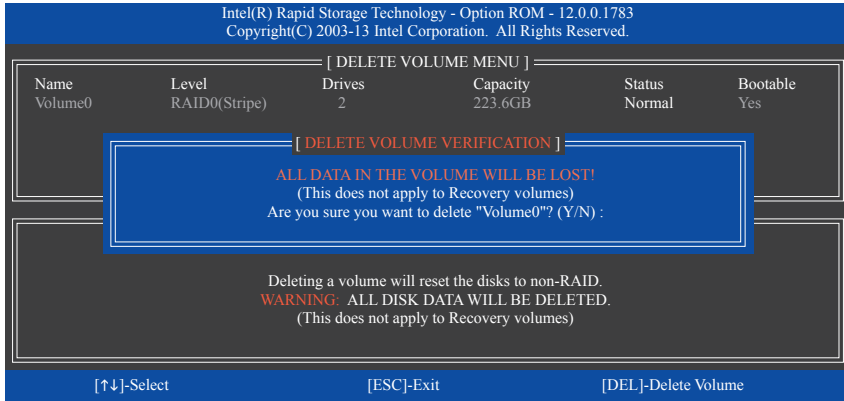 Intel(R) Rapid Storage Technology - Option ROM - 12.0.0.1783
Copyright(C) 2003-13 Intel Corporation. All Rights Reserved.
[ DELETE VOLUME MENU ]
Name Level Drives Capacity Status Bootable
Volume0 RAID0(Stripe) 2 223.6GB Normal Yes
[ DELETE VOLUME VERIFICATION ]
ALL DATA IN THE VOLUME WILL BE LOST!
(This does not apply to Recovery volumes)
Are you sure you want to delete "Volume0"? (Y/N) :
Deleting a volume will reset the disks to non-RAID.
WARNING: ALL DISK DATA WILL BE DELETED.
(This does not apply to Recovery volumes)
[↑↓]-Select [ESC]-Exit [DEL]-Delete Volume